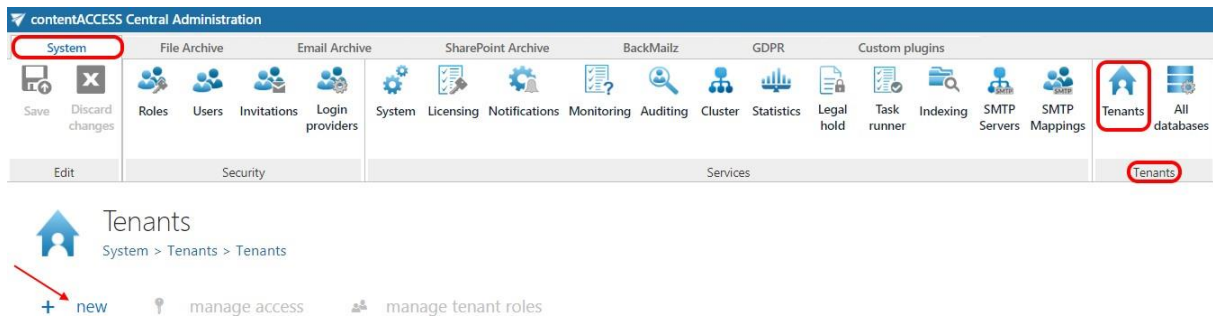 contentACCESS Central Administration
System File Archive Email Archive SharePoint Archive BackMailz GDPR Custom plugins
Save Discard changes Roles Users Invitations Login providers System Licensing Notifications Monitoring Auditing Cluster Statistics Legal hold Task runner Indexing SMTP Servers SMTP Mappings Tenants All databases
Edit Security Services Tenants
Tenants
System > Tenants > Tenants
+ new manage access manage tenant roles